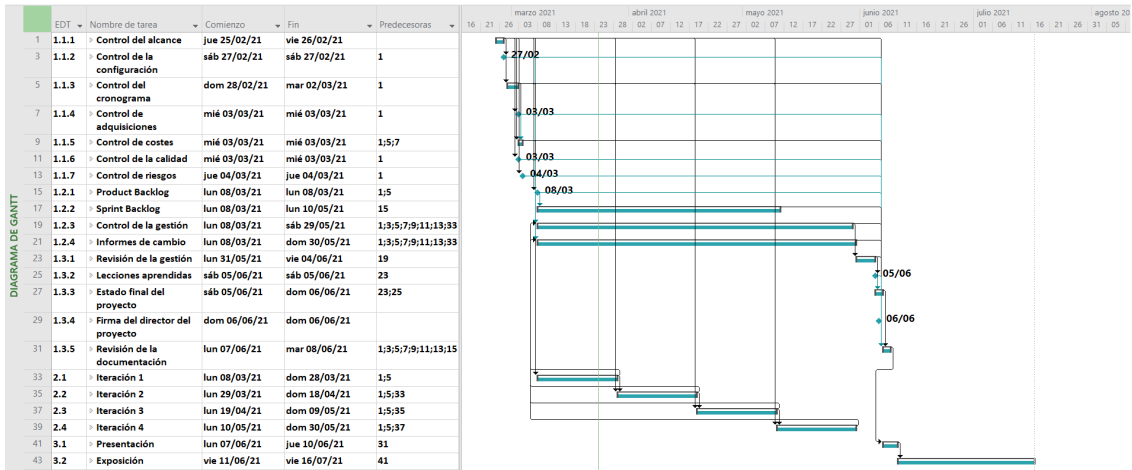 marzo 2021 abril 2021 mayo 2021 junio 2021 julio 2021 agosto 20
EDT Nombre de tarea Comienzo Fin Predecesoras 16 21 26 03 08 13 18 23 28 02 07 12 17 22 27 02 07 12 17 22 27 01 06 11 16 21 26 01 06 11 16 21 26 31 05
DIAGRAMA DE GANTT
1 1.1.1 Control del alcance jue 25/02/21 vie 26/02/21
3 1.1.2 Control de la sáb 27/02/21 sáb 27/02/21 1 27/02
configuración
5 1.1.3 Control del dom 28/02/21 mar 02/03/21 1
cronograma
7 1.1.4 Control de mié 03/03/21 mié 03/03/21 1 03/03
adquisiciones
9 1.1.5 Control de costes mié 03/03/21 mié 03/03/21 1;5;7
11 1.1.6 Control de la calidad mié 03/03/21 mié 03/03/21 1 03/03
13 1.1.7 Control de riesgos jue 04/03/21 jue 04/03/21 1 04/03
15 1.2.1 Product Backlog lun 08/03/21 lun 08/03/21 1;5 08/03
17 1.2.2 Sprint Backlog lun 08/03/21 lun 10/05/21 15
19 1.2.3 Control de la gestión lun 08/03/21 sáb 29/05/21 1;3;5;7;9;11;13;33
21 1.2.4 Informes de cambio lun 08/03/21 dom 30/05/21 1;3;5;7;9;11;13;33
23 1.3.1 Revisión de la gestión lun 31/05/21 vie 04/06/21 19
25 1.3.2 Lecciones aprendidas sáb 05/06/21 sáb 05/06/21 23 05/06
27 1.3.3 Estado final del sáb 05/06/21 dom 06/06/21 23;25
proyecto
29 1.3.4 Firma del director del dom 06/06/21 dom 06/06/21 06/06
proyecto
31 1.3.5 Revisión de la lun 07/06/21 mar 08/06/21 1;3;5;7;9;11;13;15
documentación
33 2.1 Iteración 1 lun 08/03/21 dom 28/03/21 1;5
35 2.2 Iteración 2 lun 29/03/21 dom 18/04/21 1;5;33
37 2.3 Iteración 3 lun 19/04/21 dom 09/05/21 1;5;35
39 2.4 Iteración 4 lun 10/05/21 dom 30/05/21 1;5;37
41 3.1 Presentación lun 07/06/21 jue 10/06/21 31
43 3.2 Exposición vie 11/06/21 vie 16/07/21 41